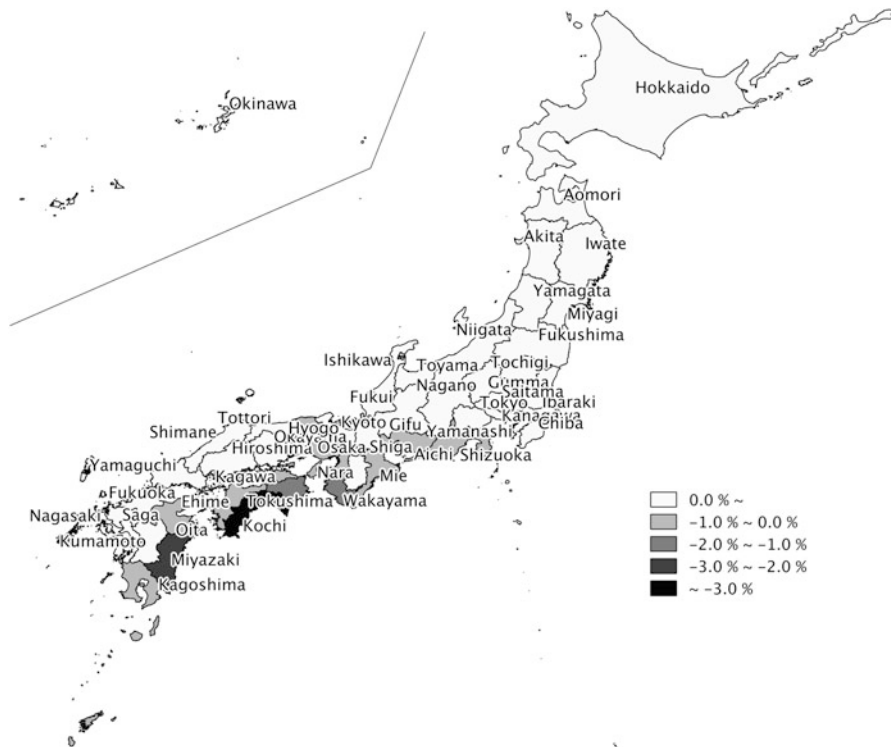 Okinawa
Hokkaido
Aomori
Akita
Iwate
Yamagata
Miyagi
Niigata
Fukushima
Ishikawa
Toyama
Tochigi
Nagano
Gumma
Saitama
Fukui
Tokyo
Ibaraki
Kanagawa
Chiba
Tottori
Kyoto
Gifu
Yamanashi
Shimane
Hyogo
Okayama
Hiroshima
Osaka
Shiga
Aichi
Shizuoka
Yamaguchi
Kagawa
Nara
Mie
Fukuoka
Ehime
Tokushima
Wakayama
Nagasaki
Saga
Oita
Kochi
Kumamoto
Miyazaki
Kagoshima
0.0 % ~
−1.0 % ~ 0.0 %
−2.0 % ~ −1.0 %
−3.0 % ~ −2.0 %
~ −3.0 %